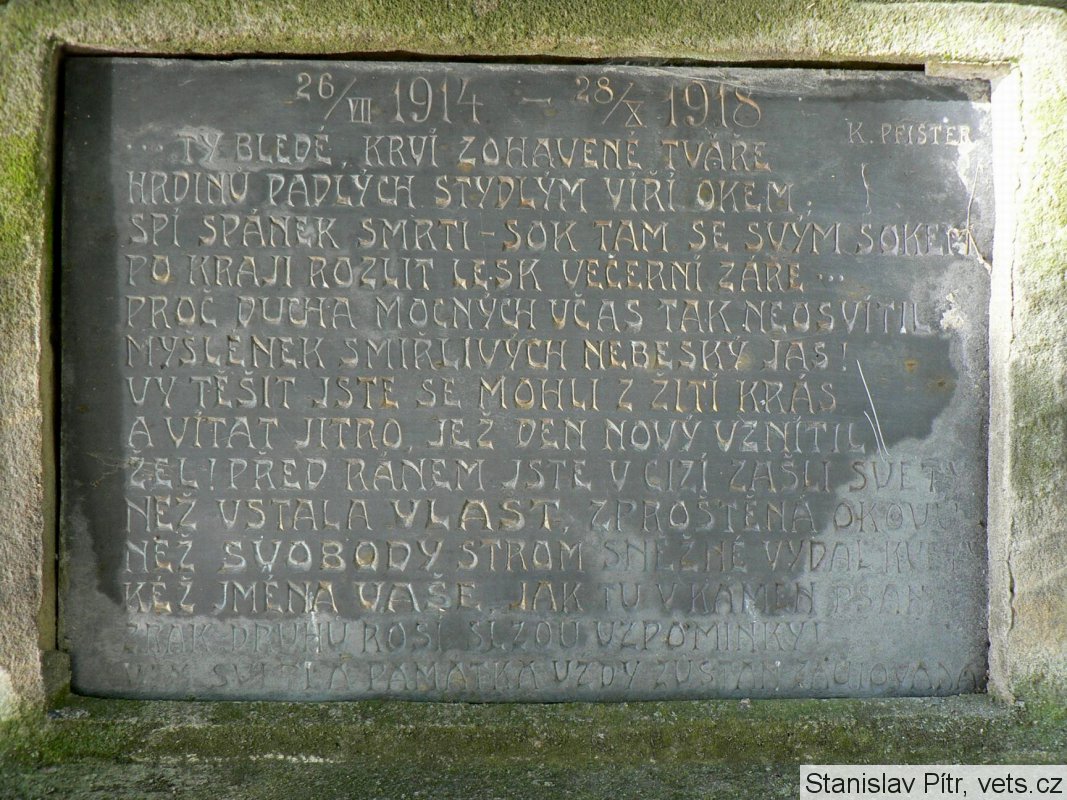 26/VII 1914 – 28/X 1918
K. PFISTER
... TY BLEDÉ, KRVÍ ZOHAVENÉ TVÁŘE
HRDINŮ PADLÝCH STYDLÝM VÍŘÍ OKEM.
SPÍ SPÁNEK SMRTI – SOK TAM SE SVÝM SOKEM
PO KRAJI ROZLIT LESK VEČERNÍ ZÁŘE ...
PROČ DUCHA MOCNÝCH VČAS TAK NEOSVÍTIL
MYŠLÉNEK SMÍRLIVÝCH NEBESKÝ JAS!
VY TĚŠIT JSTE SE MOHLI Z ŽITÍ KRÁS
A VÍTAT JITRO, JEŽ DEN NOVÝ VZNÍTIL
ŽEL! PŘED RÁNEM JSTE V CIZÍ ZAŠLI SVĚTY
NEŽ VSTALA VLAST, ZPROŠTĚNA OKOVŮ
NEŽ SVOBODY STROM SNĚŽNÉ VYDAL KVĚTY
KÉŽ JMÉNA VAŠE, JAK TU V KÁMEN PSÁNA
ZRAK DRUHŮ ROSÍ SLZOU VZPOMÍNKY!
SVĚTLÁ PAMÁTKA VŽDY ZŮSTAŇ ZACHOVÁNA
Stanislav Pítr, vets.cz